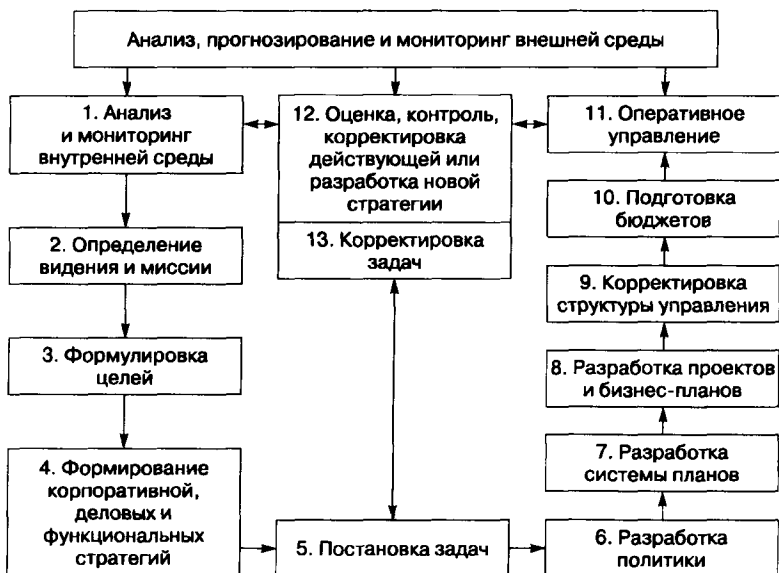 Анализ, прогнозирование и мониторинг внешней среды
1. Анализ
и мониторинг
внутренней среды
2. Определение
видения и миссии
3. Формулировка
целей
4. Формирование
корпоративной,
деловых и
функциональных
стратегий
12. Оценка, контроль,
корректировка
действующей или
разработка новой
стратегии
13. Корректировка
задач
5. Постановка задач
11. Оперативное
управление
10. Подготовка
бюджетов
9. Корректировка
структуры управления
8. Разработка проектов
и бизнес-планов
7. Разработка
системы планов
6. Разработка
политики